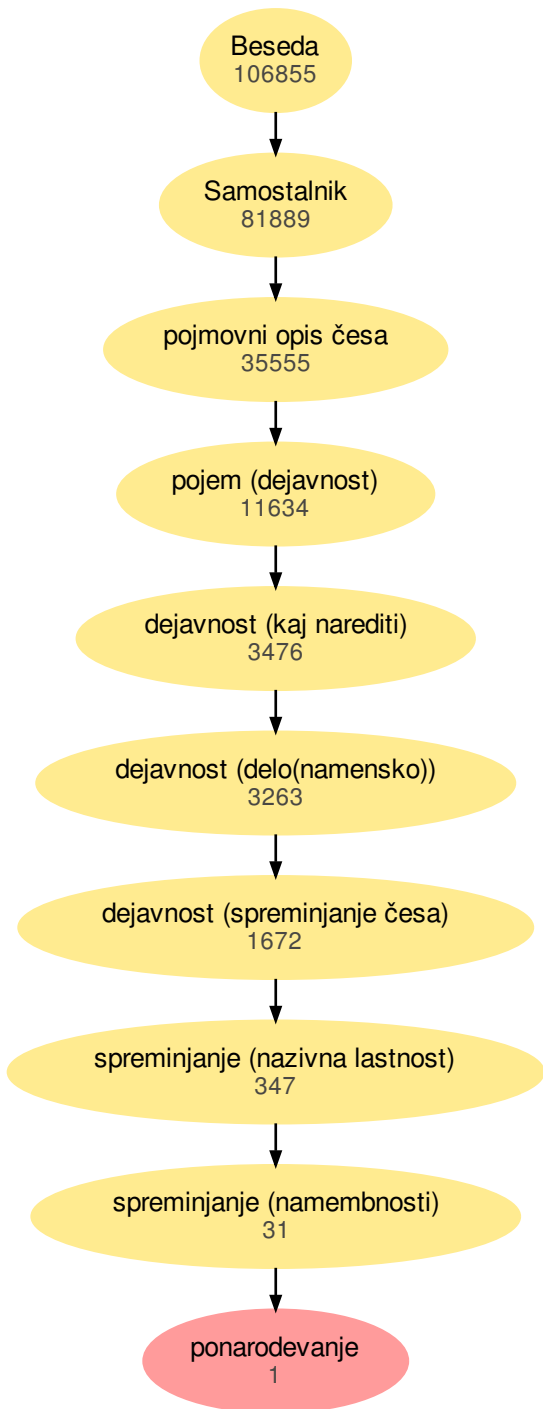 Beseda
106855
Samostalnik
81889
pojmovni opis česa
35555
pojem (dejavnost)
11634
dejavnost (kaj narediti)
3476
dejavnost (delo(namensko))
3263
dejavnost (spreminjanje česa)
1672
spreminjanje (nazivna lastnost)
347
spreminjanje (namembnosti)
31
ponarodevanje
1